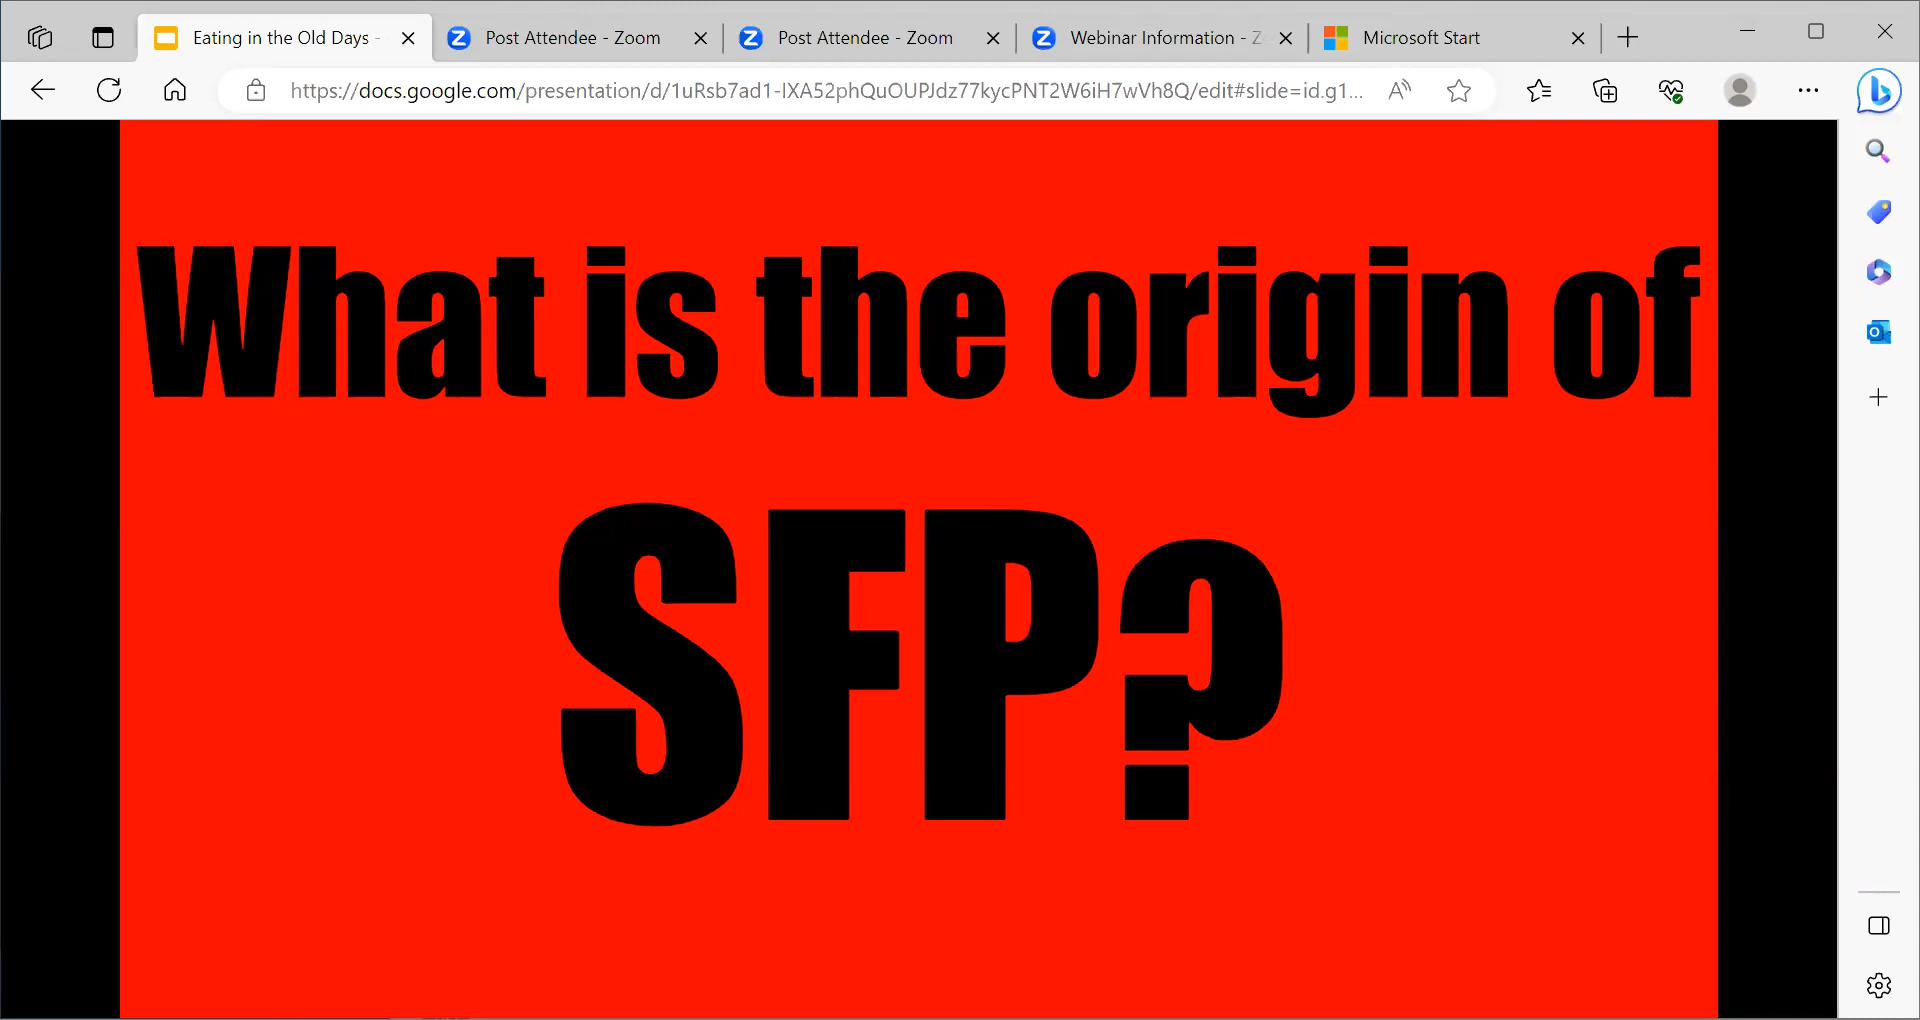 Eating in the Old Days -
Post Attendee - Zoom
Post Attendee - Zoom
Webinar Information - Z
Microsoft Start
https://docs.google.com/presentation/d/1uRsb7ad1-IXA52phQuOUPJdz77kycPNT2W6iH7wVh8Q/edit#slide=id.g1...
What is the origin of
SFP?